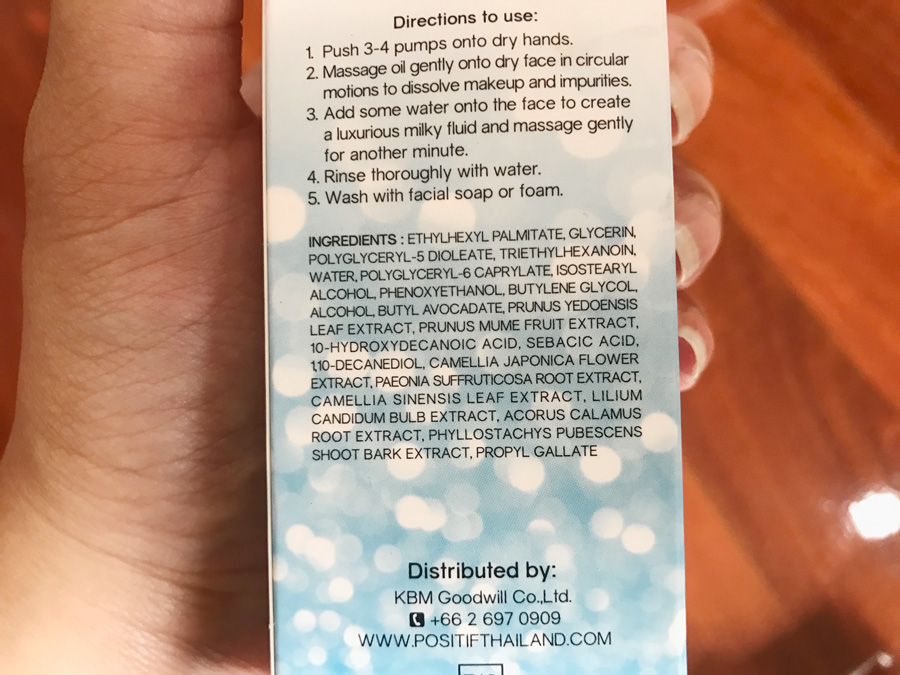 Directions to use:
1. Push 3-4 pumps onto dry hands.
2. Massage oil gently onto dry face in circular
motions to dissolve makeup and impurities.
3. Add some water onto the face to create
a luxurious milky fluid and massage gently
for another minute.
4. Rinse thoroughly with water.
5. Wash with facial soap or foam.
INGREDIENTS : ETHYLHEXYL PALMITATE, GLYCERIN,
POLYGLYCERYL-5 DIOLEATE, TRIETHYLHEXANOIN,
WATER, POLYGLYCERYL-6 CAPRYLATE, ISOSTEARYL
ALCOHOL, PHENOXYETHANOL, BUTYLENE GLYCOL,
ALCOHOL, BUTYL AVOCADATE, PRUNUS YEDOENSIS
LEAF EXTRACT, PRUNUS MUME FRUIT EXTRACT,
10-HYDROXYDECANOIC ACID, SEBACIC ACID,
1,10-DECANEDIOL, CAMELLIA JAPONICA FLOWER
EXTRACT, PAEONIA SUFFRUTICOSA ROOT EXTRACT,
CAMELLIA SINENSIS LEAF EXTRACT, LILIUM
CANDIDUM BULB EXTRACT, ACORUS CALAMUS
ROOT EXTRACT, PHYLLOSTACHYS PUBESCENS
SHOOT BARK EXTRACT, PROPYL GALLATE
Distributed by:
KBM Goodwill Co.,Ltd.
+66 2 697 0909
WWW.POSITIFTHAILAND.COM